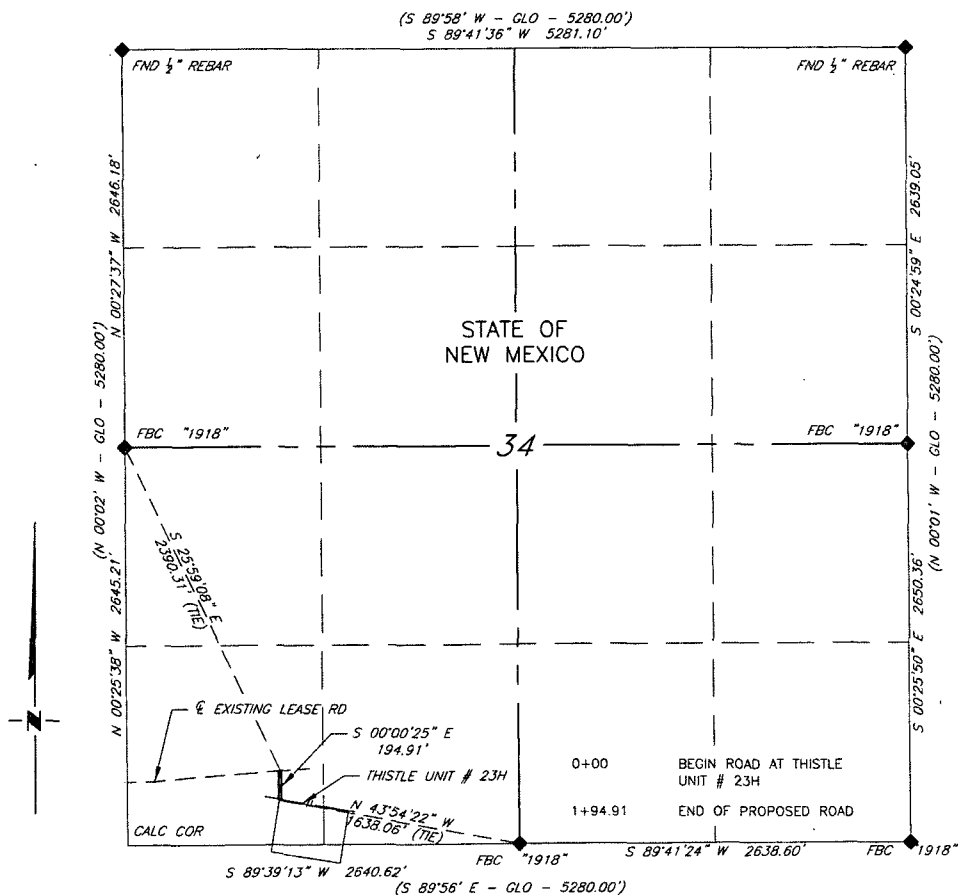 (S 89°58' W - GLO - 5280.00')
S 89°41'36" W 5281.10'
FND ½" REBAR
FND ½" REBAR
N 00°27'37" W 2646.18'
S 00°24'59" E 2639.05'
STATE OF
NEW MEXICO
(N 00°02' W - GLO - 5280.00')
(N 00°01' W - GLO - 5280.00')
FBC "1918"
34
FBC "1918"
S 25°59'08" E
2390.31' (TIE)
N 00°25'38" W 2645.21'
S 00°25'50" E 2650.36'
N
℄ EXISTING LEASE RD
S 00°00'25" E
194.91'
THISTLE UNIT # 23H
N 43°54'22" W
1638.06' (TIE)
0+00 BEGIN ROAD AT THISTLE
UNIT # 23H
1+94.91 END OF PROPOSED ROAD
CALC COR
S 89°39'13" W 2640.62'
FBC "1918"
S 89°41'24" W 2638.60'
FBC "1918"
(S 89°56' E - GLO - 5280.00')